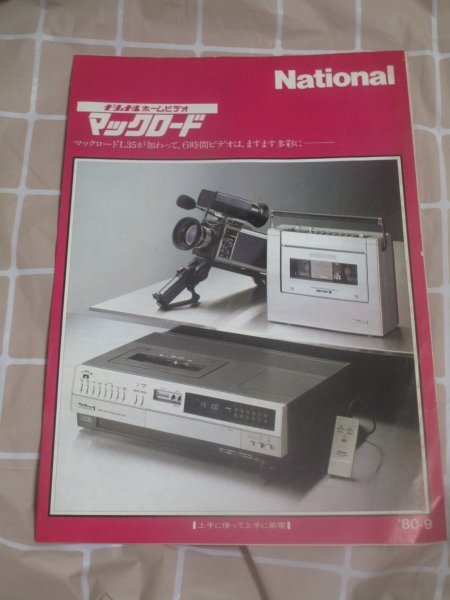 National
ナショナルホームビデオ
マックロード
マックロードL35が加わって、6時間ビデオは、ますます多彩に———
15:00
National
【上手に使って上手に節電】
'80-9